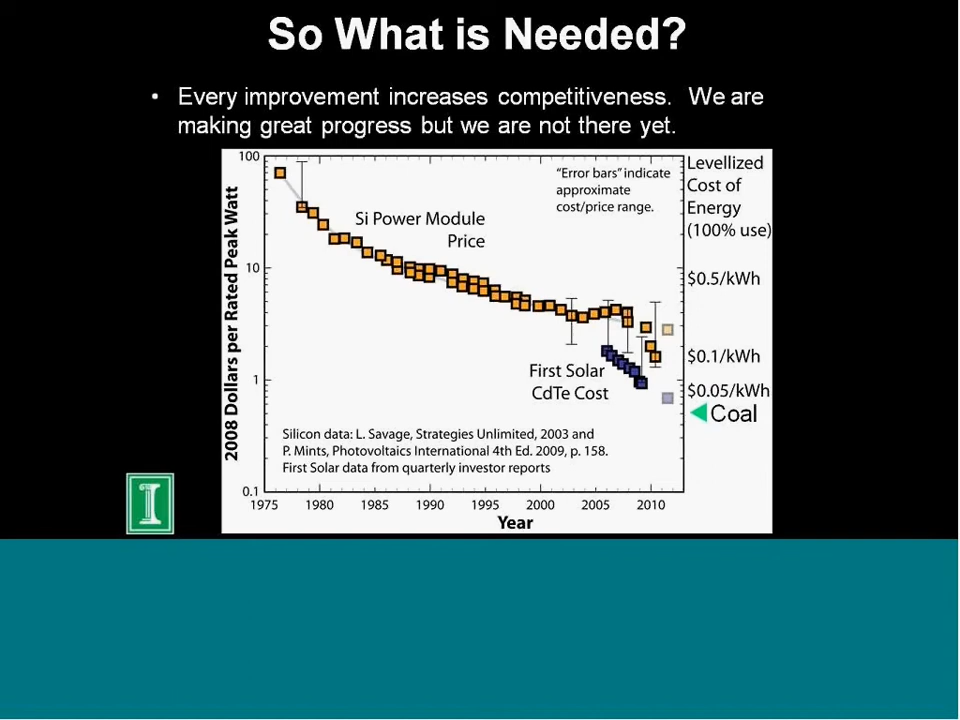 So What is Needed?
• Every improvement increases competitiveness. We are
making great progress but we are not there yet.
2008 Dollars per Rated Peak Watt
100
10
1
0.1
Si Power Module
Price
"Error bars" indicate
approximate
cost/price range.
First Solar
CdTe Cost
Silicon data: L. Savage, Strategies Unlimited, 2003 and
P. Mints, Photovoltaics International 4th Ed. 2009, p. 158.
First Solar data from quarterly investor reports
1975 1980 1985 1990 1995 2000 2005 2010
Year
Levellized
Cost of
Energy
(100% use)
$0.5/kWh
$0.1/kWh
$0.05/kWh
Coal
I